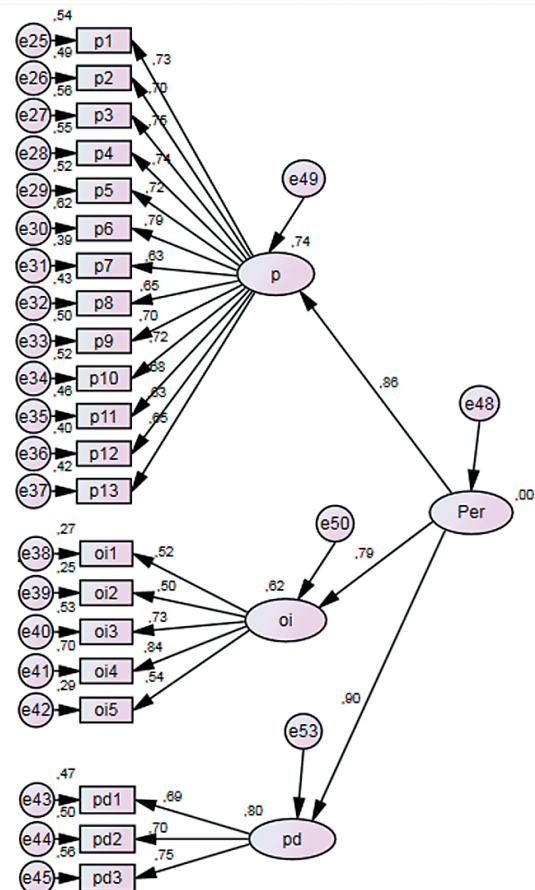 ,54
e25 p1 ,73
,49
e26 p2 ,70
,56
e27 p3 ,75
,55
e28 p4 ,74
,52
e29 p5 ,72
,62
e30 p6 ,79
,39
e31 p7 ,63
,43
e32 p8 ,65
,50
e33 p9 ,70
,52
e34 p10 ,72
,46
e35 p11 ,68
,40
e36 p12 ,63
,42
e37 p13 ,65
e49
,74
p
,86
e48
,00
Per
,27
e38 oi1 ,52
,25
e39 oi2 ,50
,53
e40 oi3 ,73
,70
e41 oi4 ,84
,29
e42 oi5 ,54
e50
,62
oi
,79
,90
e53
,80
pd
,47
e43 pd1 ,69
,50
e44 pd2 ,70
,56
e45 pd3 ,75